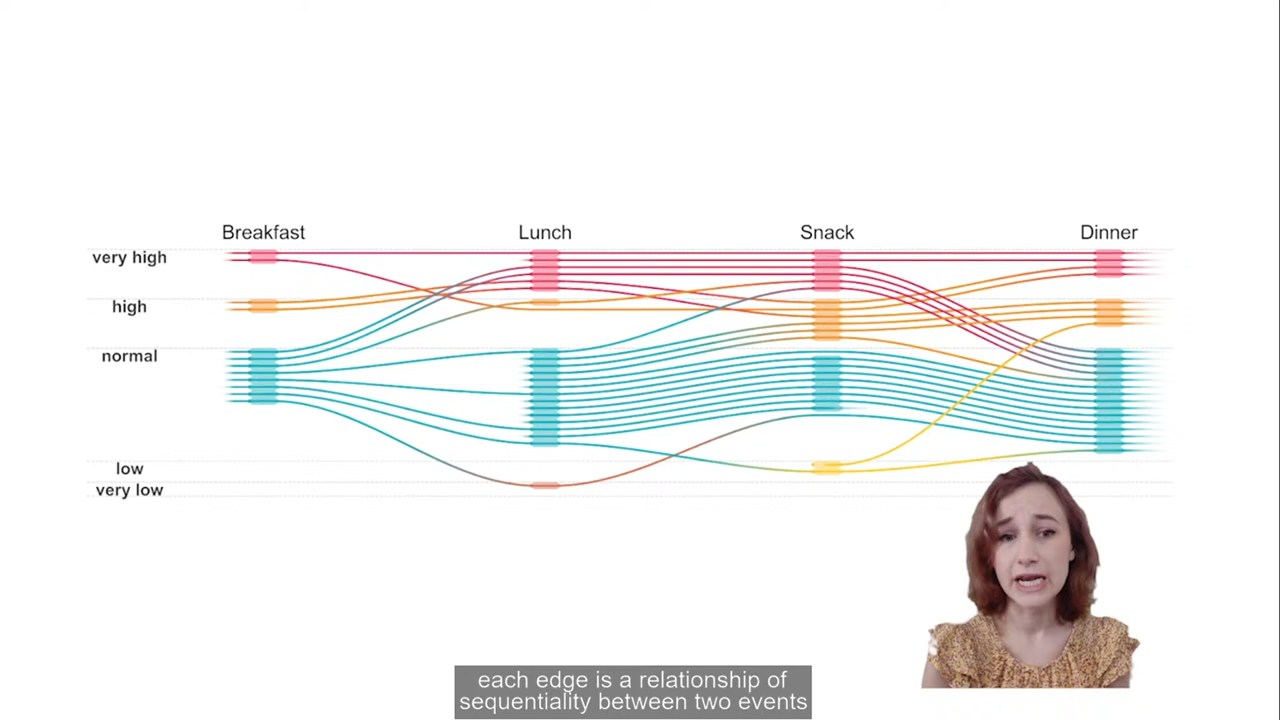 Breakfast Lunch Snack Dinner
very high
high
normal
low
very low
each edge is a relationship of
sequentiality between two events